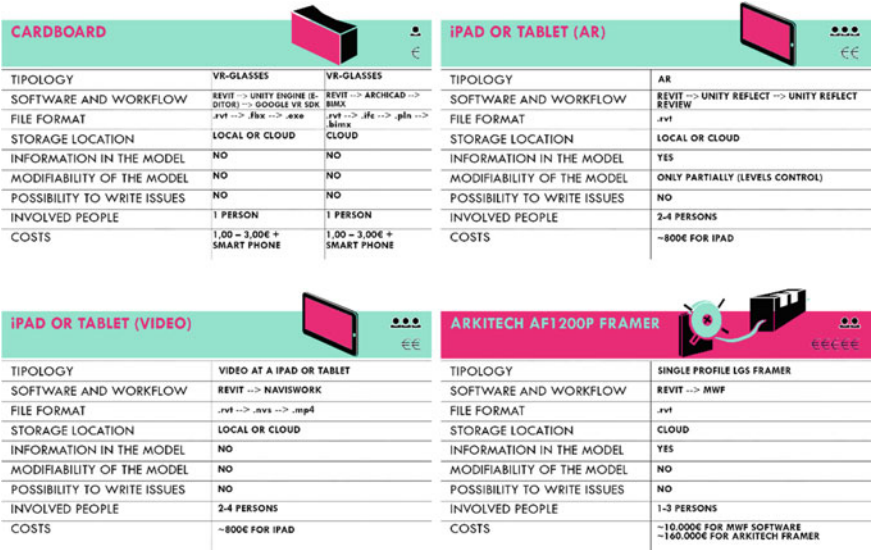 CARDBOARD
€
TIPOLOGY VR-GLASSES VR-GLASSES
SOFTWARE AND WORKFLOW REVIT --> UNITY ENGINE (E- REVIT --> ARCHICAD -->
DITOR) --> GOOGLE VR SDK BIMX
FILE FORMAT .rvt --> .fbx --> .exe .rvt --> .ifc --> .pln -->
.bimx
STORAGE LOCATION LOCAL OR CLOUD CLOUD
INFORMATION IN THE MODEL NO NO
MODIFIABILITY OF THE MODEL NO NO
POSSIBILITY TO WRITE ISSUES NO NO
INVOLVED PEOPLE 1 PERSON 1 PERSON
COSTS 1,00 – 3,00€ + 1,00 – 3,00€ +
SMART PHONE SMART PHONE
iPAD OR TABLET (AR)
€€
TIPOLOGY AR
SOFTWARE AND WORKFLOW REVIT --> UNITY REFLECT --> UNITY REFLECT
REVIEW
FILE FORMAT .rvt
STORAGE LOCATION LOCAL OR CLOUD
INFORMATION IN THE MODEL YES
MODIFIABILITY OF THE MODEL ONLY PARTIALLY (LEVELS CONTROL)
POSSIBILITY TO WRITE ISSUES NO
INVOLVED PEOPLE 2-4 PERSONS
COSTS ~800€ FOR IPAD
iPAD OR TABLET (VIDEO)
€€
TIPOLOGY VIDEO AT A IPAD OR TABLET
SOFTWARE AND WORKFLOW REVIT --> NAVISWORK
FILE FORMAT .rvt --> .nvs --> .mp4
STORAGE LOCATION LOCAL OR CLOUD
INFORMATION IN THE MODEL NO
MODIFIABILITY OF THE MODEL NO
POSSIBILITY TO WRITE ISSUES NO
INVOLVED PEOPLE 2-4 PERSONS
COSTS ~800€ FOR IPAD
ARKITECH AF1200P FRAMER
€€€€€
TIPOLOGY SINGLE PROFILE LGS FRAMER
SOFTWARE AND WORKFLOW REVIT --> MWF
FILE FORMAT .rvt
STORAGE LOCATION CLOUD
INFORMATION IN THE MODEL YES
MODIFIABILITY OF THE MODEL NO
POSSIBILITY TO WRITE ISSUES NO
INVOLVED PEOPLE 1-3 PERSONS
COSTS ~10.000€ FOR MWF SOFTWARE
~160.000€ FOR ARKITECH FRAMER